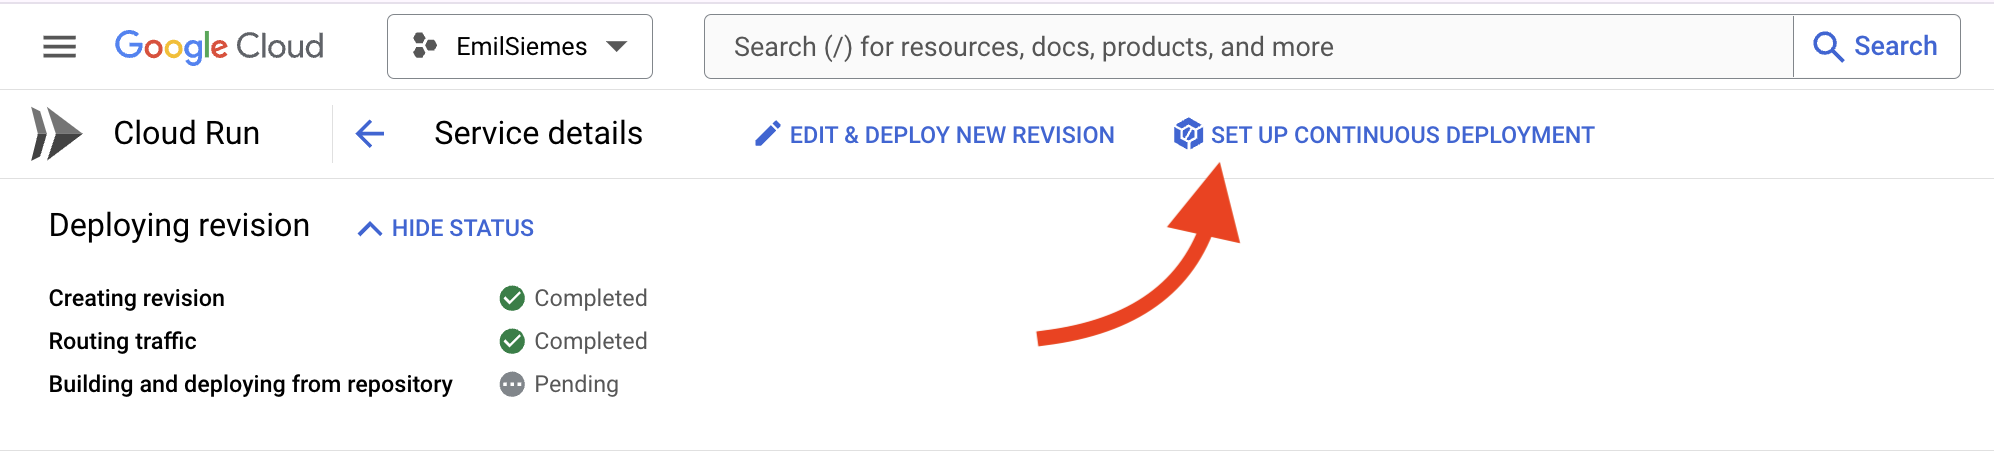 Google Cloud EmilSiemes Search (/) for resources, docs, products, and more Search
Cloud Run Service details EDIT & DEPLOY NEW REVISION SET UP CONTINUOUS DEPLOYMENT
Deploying revision HIDE STATUS
Creating revision Completed
Routing traffic Completed
Building and deploying from repository Pending